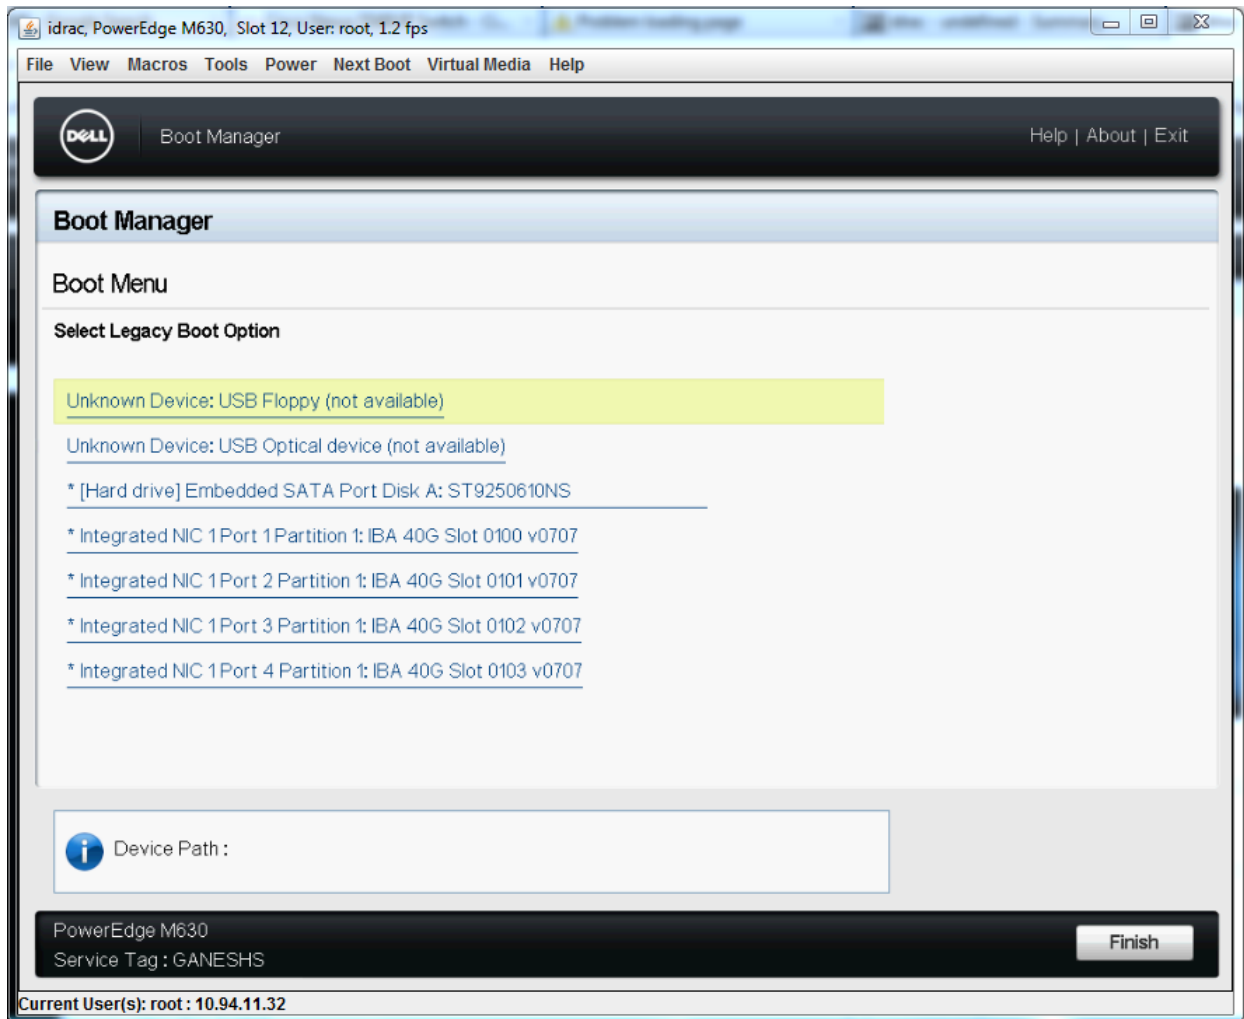 idrac, PowerEdge M630, Slot 12, User: root, 1.2 fps
File View Macros Tools Power Next Boot Virtual Media Help
DELL Boot Manager Help | About | Exit
Boot Manager
Boot Menu
Select Legacy Boot Option
Unknown Device: USB Floppy (not available)
Unknown Device: USB Optical device (not available)
* [Hard drive] Embedded SATA Port Disk A: ST9250610NS
* Integrated NIC 1 Port 1 Partition 1: IBA 40G Slot 0100 v0707
* Integrated NIC 1 Port 2 Partition 1: IBA 40G Slot 0101 v0707
* Integrated NIC 1 Port 3 Partition 1: IBA 40G Slot 0102 v0707
* Integrated NIC 1 Port 4 Partition 1: IBA 40G Slot 0103 v0707
i Device Path :
PowerEdge M630
Service Tag : GANESHS
Finish
Current User(s): root : 10.94.11.32